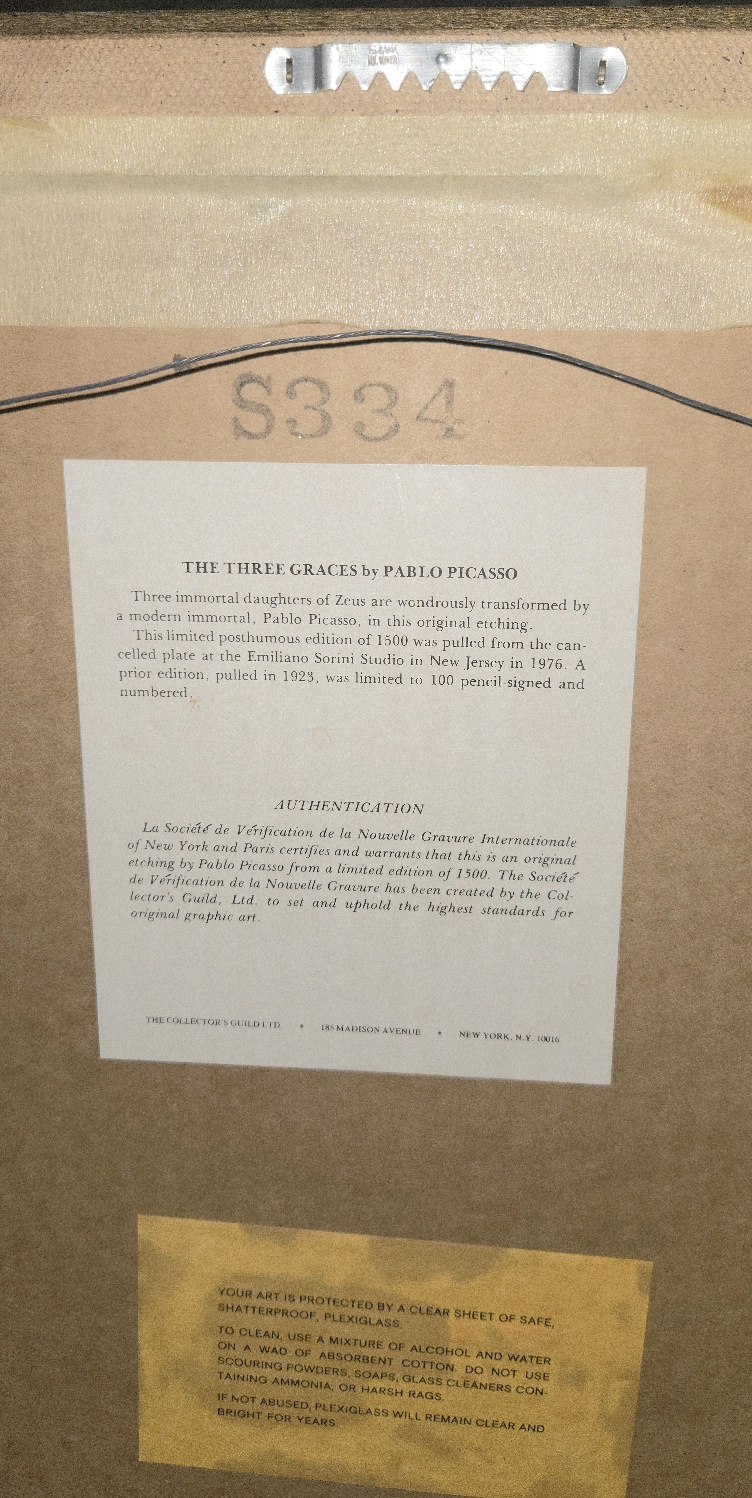 S334
THE THREE GRACES by PABLO PICASSO
Three immortal daughters of Zeus are wondrously transformed by
a modern immortal, Pablo Picasso, in this original etching.
This limited posthumous edition of 1500 was pulled from the can-
celled plate at the Emiliano Sorini Studio in New Jersey in 1976. A
prior edition, pulled in 1923, was limited to 100 pencil-signed and
numbered.
AUTHENTICATION
La Societé de Vérification de la Nouvelle Gravure Internationale
of New York and Paris certifies and warrants that this is an original
etching by Pablo Picasso from a limited edition of 1500. The Societé
de Vérification de la Nouvelle Gravure has been created by the Col-
lector's Guild, Ltd. to set and uphold the highest standards for
original graphic art.
THE COLLECTOR'S GUILD LTD. • 185 MADISON AVENUE • NEW YORK, N.Y. 10016
YOUR ART IS PROTECTED BY A CLEAR SHEET OF SAFE,
SHATTERPROOF, PLEXIGLASS.
TO CLEAN, USE A MIXTURE OF ALCOHOL AND WATER
ON A WAD OF ABSORBENT COTTON. DO NOT USE
SCOURING POWDERS, SOAPS, GLASS CLEANERS CON-
TAINING AMMONIA, OR HARSH RAGS.
IF NOT ABUSED, PLEXIGLASS WILL REMAIN CLEAR AND
BRIGHT FOR YEARS.